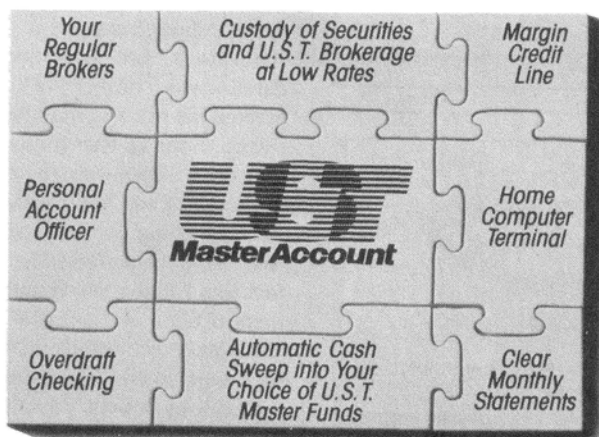 Your
Regular
Brokers
Custody of Securities
and U.S.T. Brokerage
at Low Rates
Margin
Credit
Line
Personal
Account
Officer
UST
MasterAccount
Home
Computer
Terminal
Overdraft
Checking
Automatic Cash
Sweep into Your
Choice of U.S.T.
Master Funds
Clear
Monthly
Statements